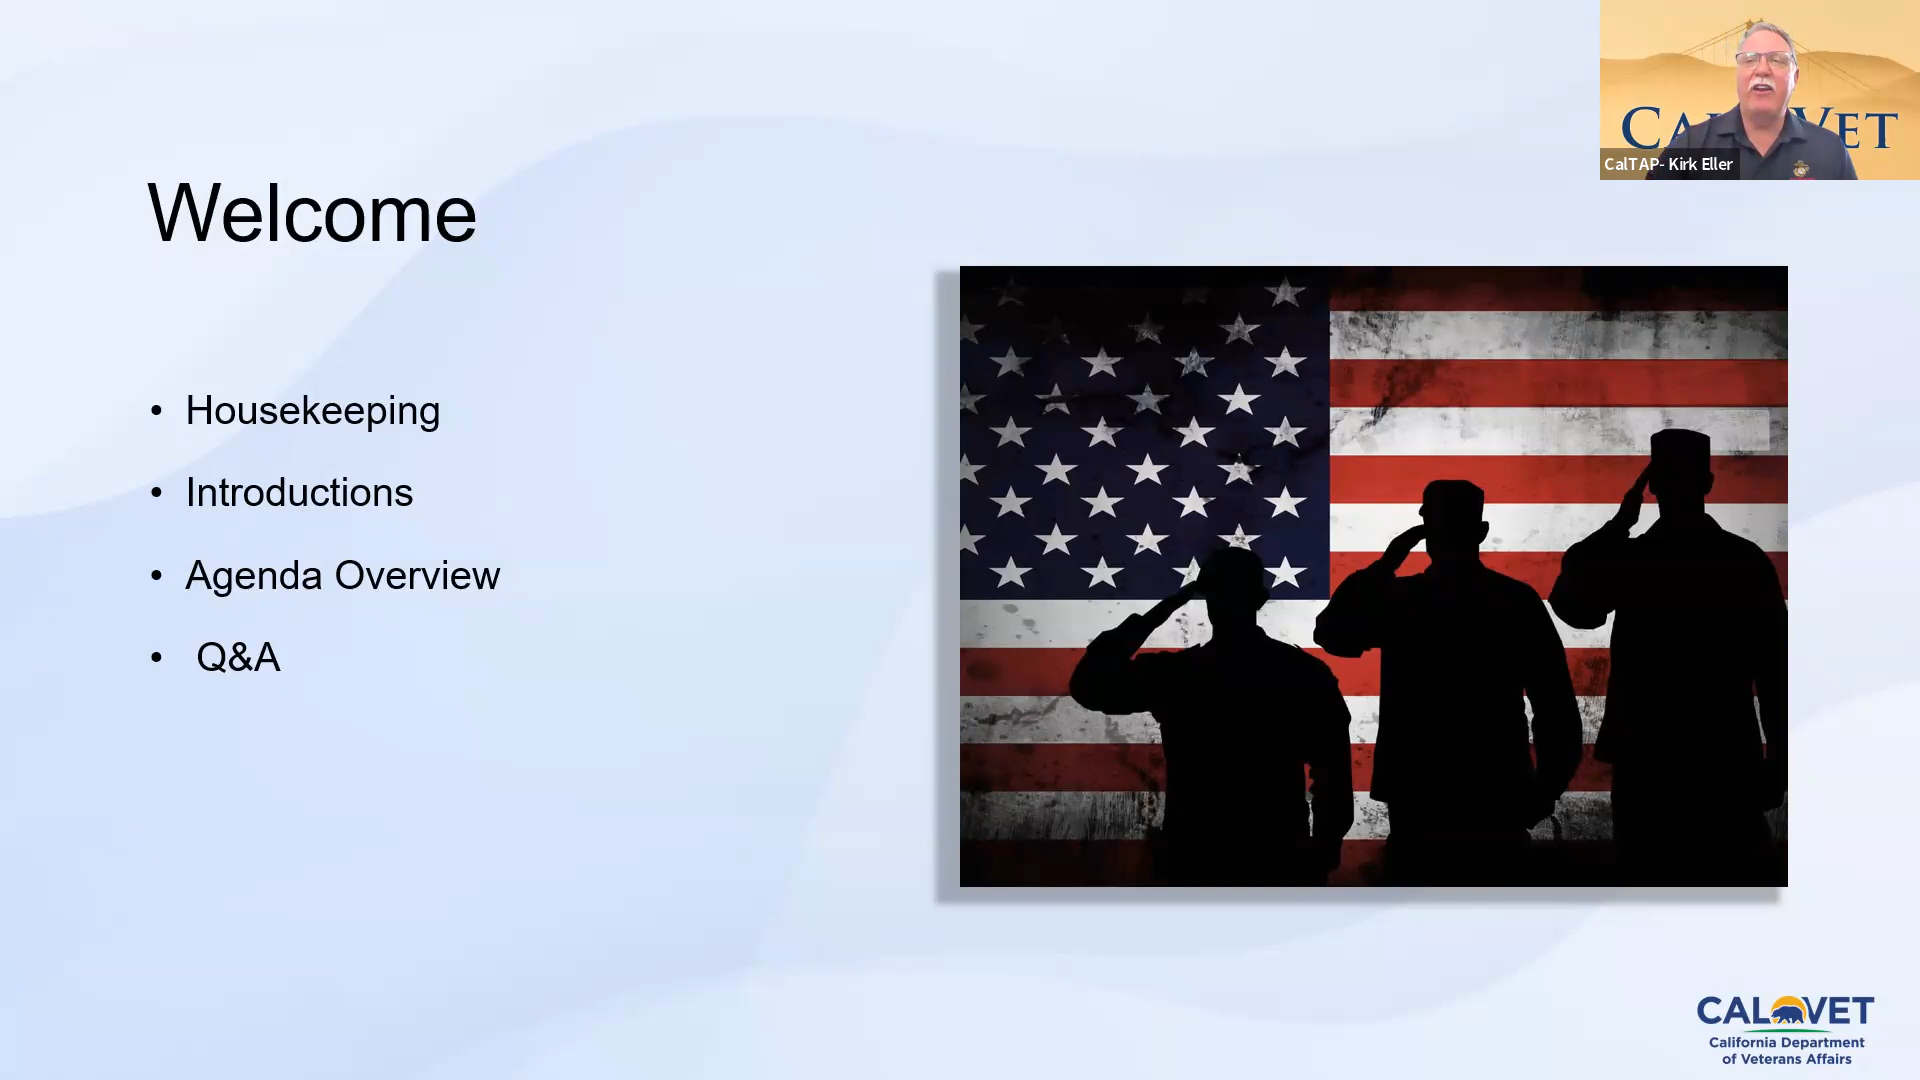 CalTAP- Kirk Eller
Welcome
• Housekeeping
• Introductions
• Agenda Overview
• Q&A
CALVET
California Department
of Veterans Affairs